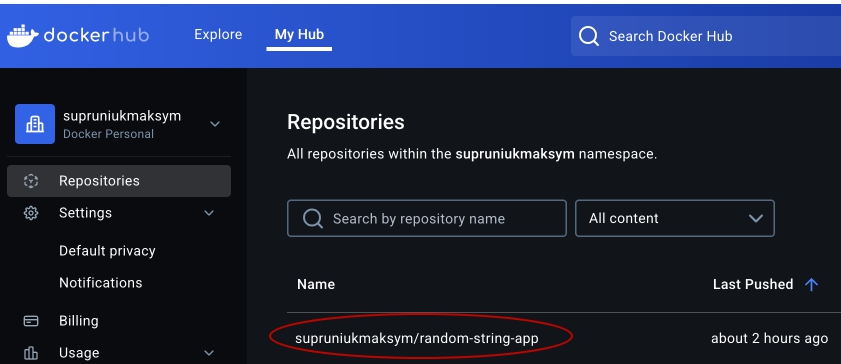 dockerhub Explore My Hub Search Docker Hub
supruniukmaksym
Docker Personal
Repositories
Settings
Default privacy
Notifications
Billing
Usage
Repositories
All repositories within the supruniukmaksym namespace.
Search by repository name All content
Name Last Pushed
supruniukmaksym/random-string-app about 2 hours ago